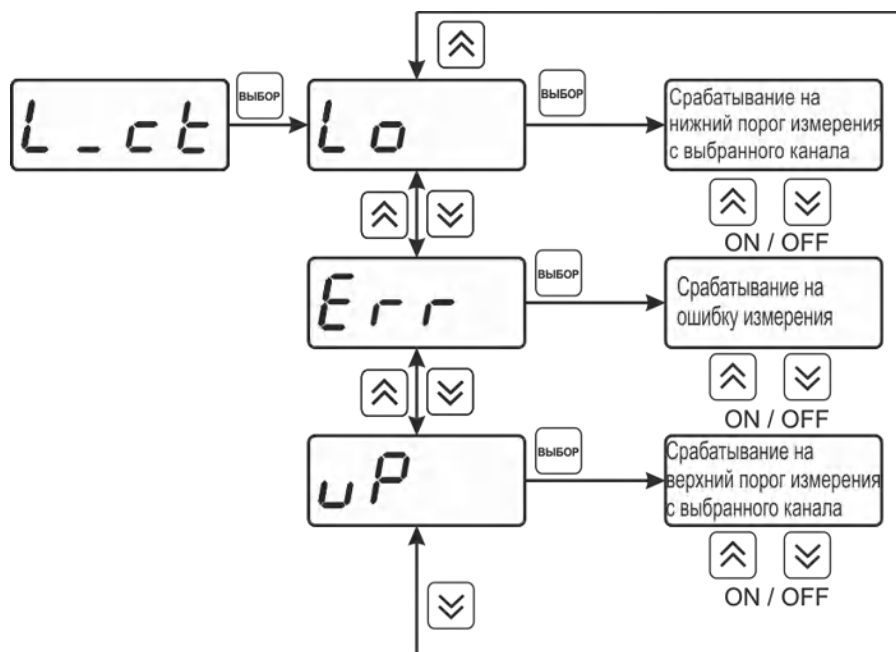 L_ct
ВЫБОР
Lo
ВЫБОР
Срабатывание на
нижний порог измерения
с выбранного канала
ON / OFF
Err
ВЫБОР
Срабатывание на
ошибку измерения
ON / OFF
uP
ВЫБОР
Срабатывание на
верхний порог измерения
с выбранного канала
ON / OFF